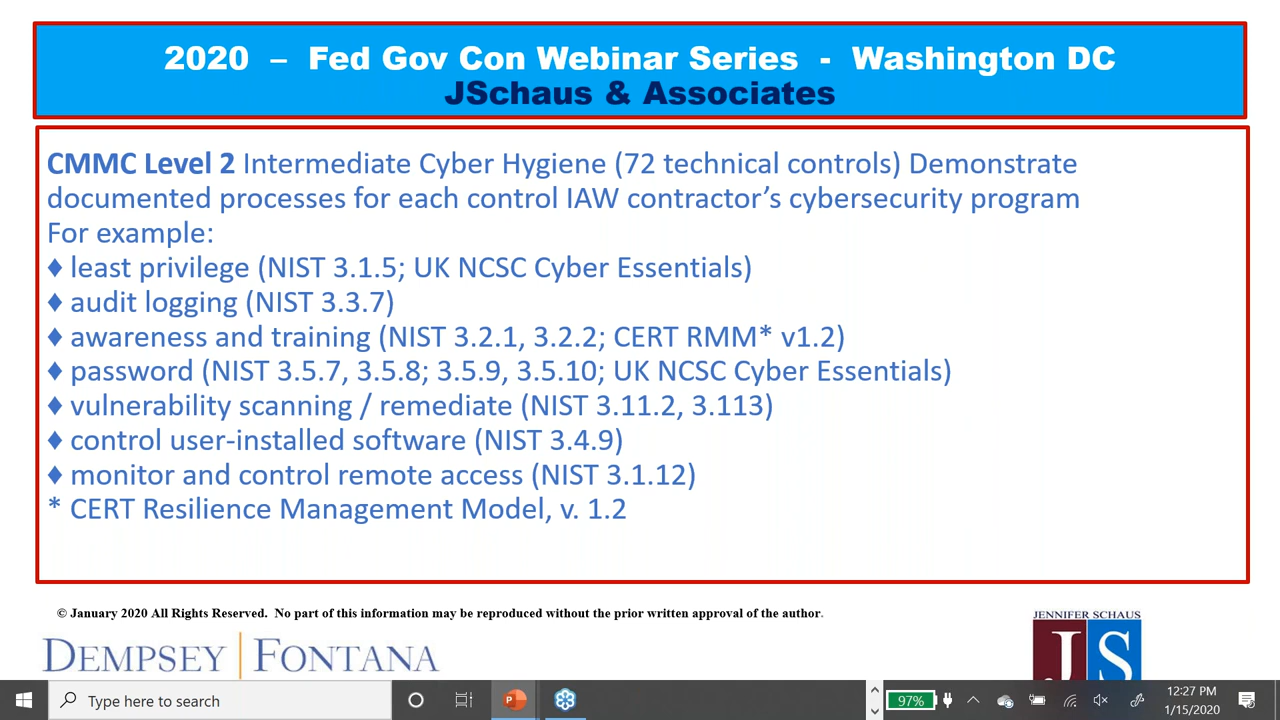 2020 – Fed Gov Con Webinar Series - Washington DC
JSchaus & Associates
CMMC Level 2 Intermediate Cyber Hygiene (72 technical controls) Demonstrate
documented processes for each control IAW contractor’s cybersecurity program
For example:
♦ least privilege (NIST 3.1.5; UK NCSC Cyber Essentials)
♦ audit logging (NIST 3.3.7)
♦ awareness and training (NIST 3.2.1, 3.2.2; CERT RMM* v1.2)
♦ password (NIST 3.5.7, 3.5.8; 3.5.9, 3.5.10; UK NCSC Cyber Essentials)
♦ vulnerability scanning / remediate (NIST 3.11.2, 3.113)
♦ control user-installed software (NIST 3.4.9)
♦ monitor and control remote access (NIST 3.1.12)
* CERT Resilience Management Model, v. 1.2
© January 2020 All Rights Reserved. No part of this information may be reproduced without the prior written approval of the author.
DEMPSEY FONTANA
JENNIFER SCHAUS
JS
Type here to search
97%
12:27 PM
1/15/2020